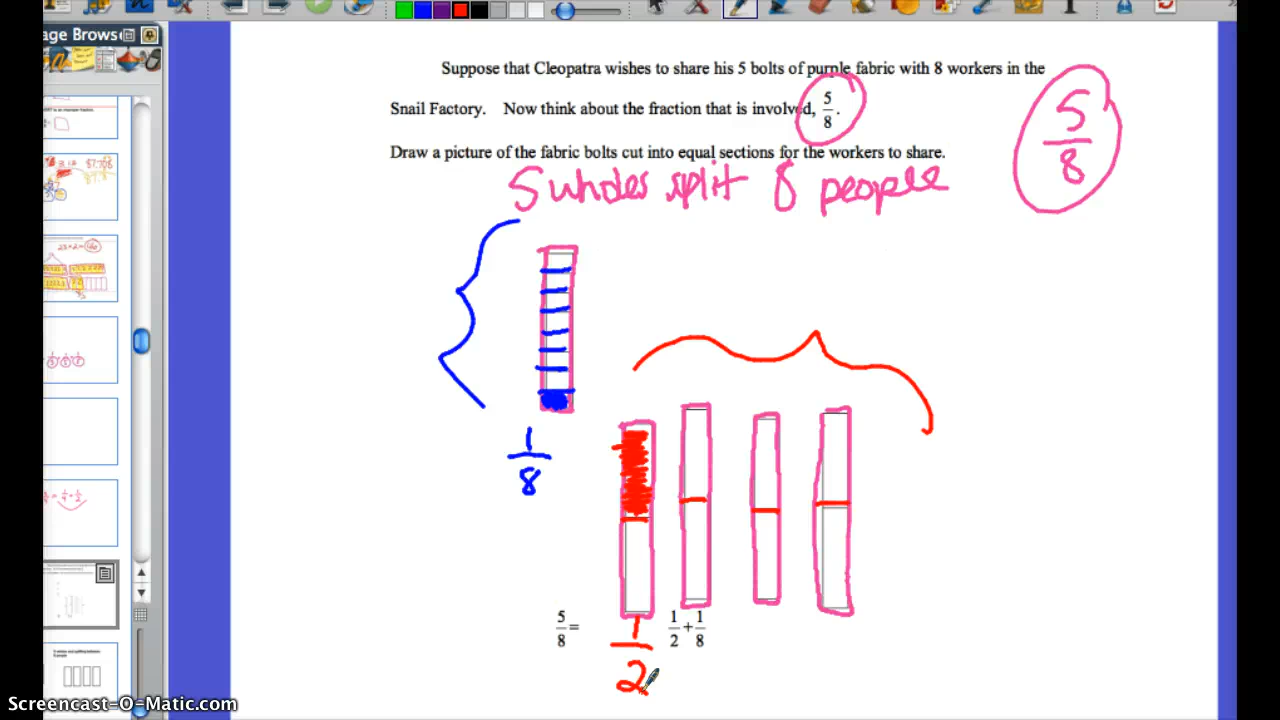 age Brows
Suppose that Cleopatra wishes to share his 5 bolts of purple fabric with 8 workers in the
Snail Factory. Now think about the fraction that is involved, 5/8.
5/8
Draw a picture of the fabric bolts cut into equal sections for the workers to share.
5 wholes split 8 people
1/8
5/8 = 1/2 + 1/8
1/2
Screencast-O-Matic.com